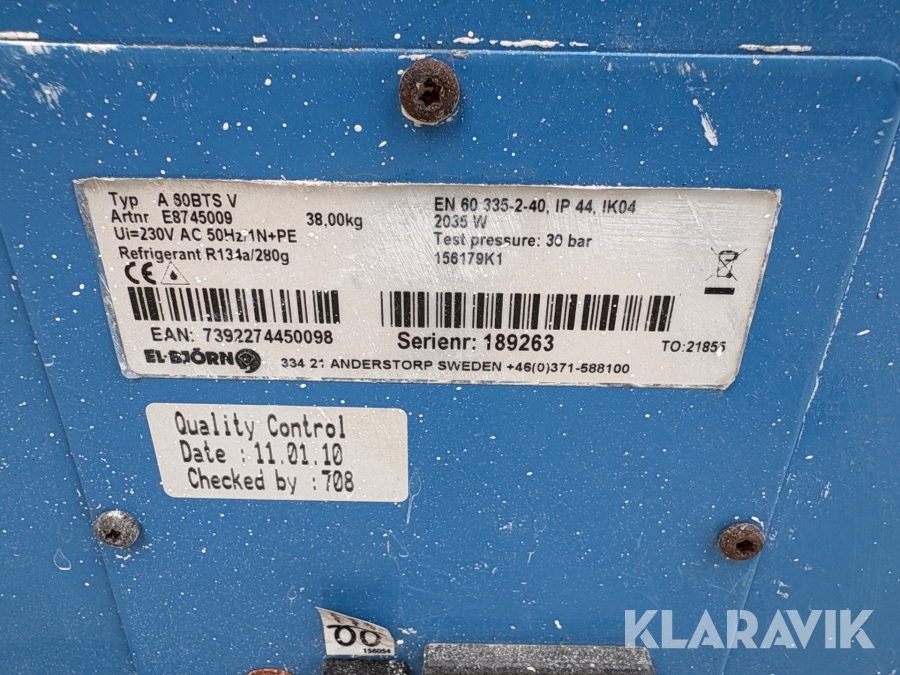 Typ A 60BTS V
Artnr E8745009 38,00kg
Ui=230V AC 50Hz/1N+PE
Refrigerant R134a/280g
CE
EN 60 335-2-40, IP 44, IK04
2035 W
Test pressure: 30 bar
156179K1
EAN: 7392274450098
Serienr: 189263
TO:21855
EL-BJÖRN
334 21 ANDERSTORP SWEDEN +46(0)371-588100
Quality Control
Date : 11.01.10
Checked by :708
156054
KLARAVIK